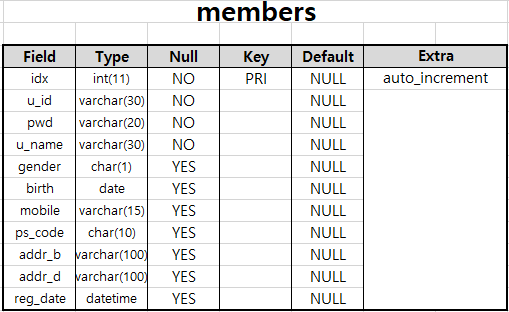 members
Field Type Null Key Default Extra
idx int(11) NO PRI NULL auto_increment
u_id varchar(30) NO NULL
pwd varchar(20) NO NULL
u_name varchar(30) NO NULL
gender char(1) YES NULL
birth date YES NULL
mobile varchar(15) YES NULL
ps_code char(10) YES NULL
addr_b varchar(100) YES NULL
addr_d varchar(100) YES NULL
reg_date datetime YES NULL